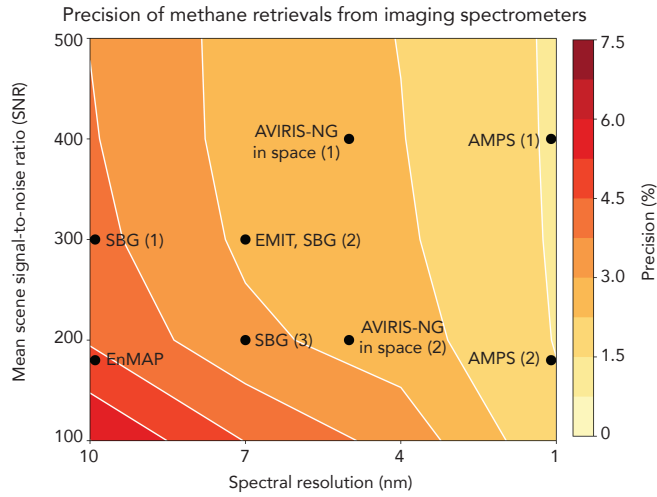 Precision of methane retrievals from imaging spectrometers
Mean scene signal-to-noise ratio (SNR)
500
400
300
200
100
AVIRIS-NG
in space (1)
AMPS (1)
SBG (1)
EMIT, SBG (2)
SBG (3)
AVIRIS-NG
in space (2)
EnMAP
AMPS (2)
10
7
4
1
Spectral resolution (nm)
7.5
6.0
4.5
3.0
1.5
0
Precision (%)